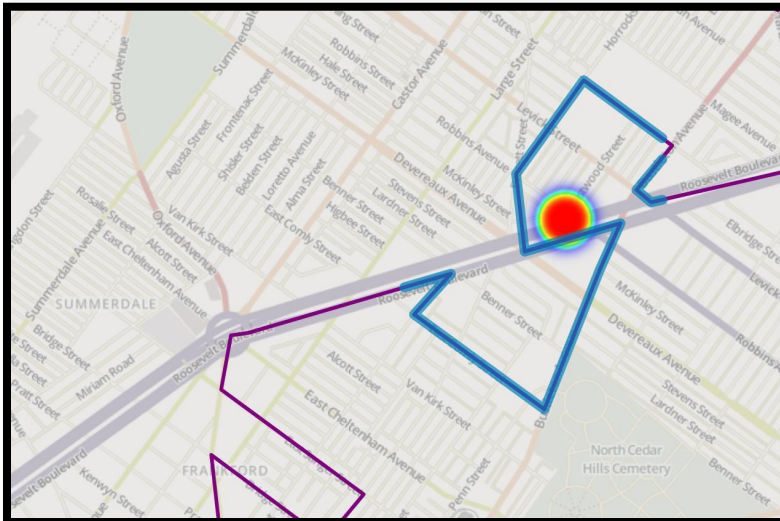 Summerdale
Horrocks
Robbins Street
Hale Street
McKinley Street
Castor Avenue
Large Street
Oxford Avenue
Frontenac Street
Levick Street
Magee Avenue
Robbins Avenue
Agusta Street
Shisler Street
Belden Street
Loretto Avenue
Alma Street
Devereaux Avenue
McKinley Street
Avenue
Benner Street
Stevens Street
Lardner Street
Higbee Street
Roosevelt Boulevard
Rosalie Street
Van Kirk Street
East Comly Street
Oxford Avenue
Alcott Street
East Cheltenham Avenue
Summerdale Avenue
Elbridge Street
Levick
Roosevelt Boulevard
SUMMERDALE
Benner Street
McKinley Street
Robbins
Devereaux Avenue
Bridge Street
Roosevelt Boulevard
Miriam Road
Pratt Street
Alcott Street
Van Kirk Street
Stevens Street
Lardner Street
East Cheltenham Avenue
North Cedar
Hills Cemetery
Benner Street
FRANKFORD
Penn Street
Kenwyn Street